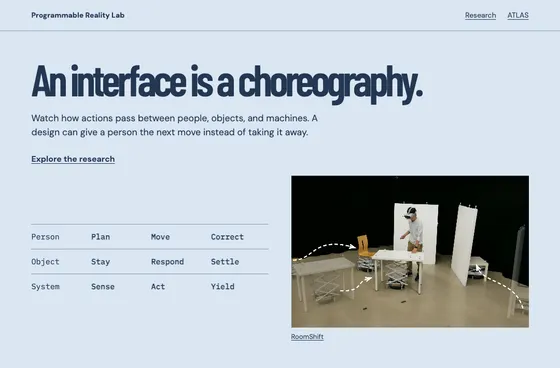 Programmable Reality Lab
Research ATLAS
An interface is a choreography.
Watch how actions pass between people, objects, and machines. A
design can give a person the next move instead of taking it away.
Explore the research
Person Plan Move Correct
Object Stay Respond Settle
System Sense Act Yield
RoomShift